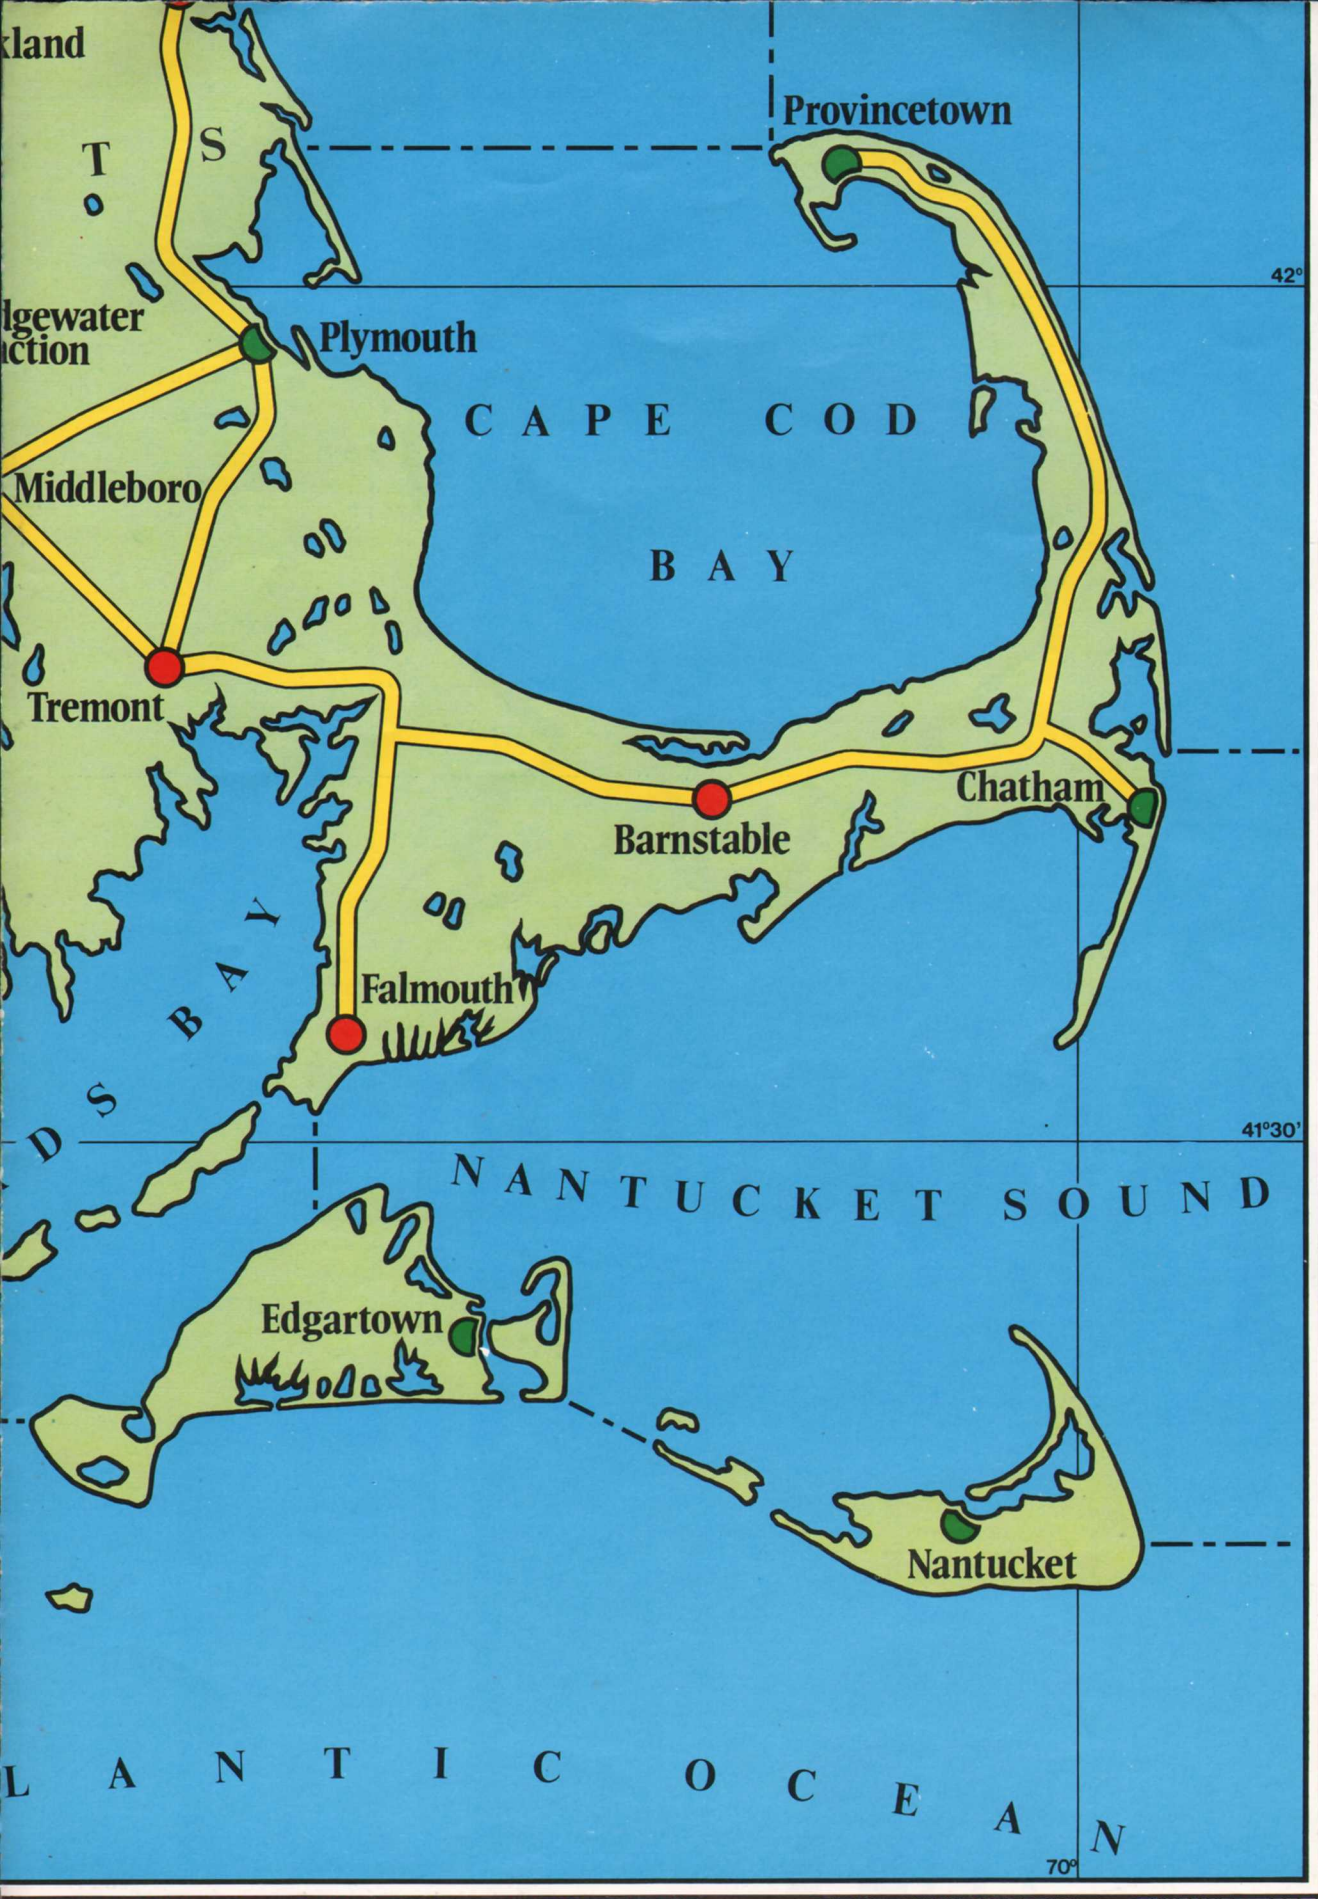 kland
T S
Provincetown
42°
dgewater
nction
Plymouth
CAPE COD
BAY
Middleboro
Tremont
Chatham
Barnstable
BAY
Falmouth
DS
41°30'
NANTUCKET SOUND
Edgartown
Nantucket
LANTIC OCEAN
70°